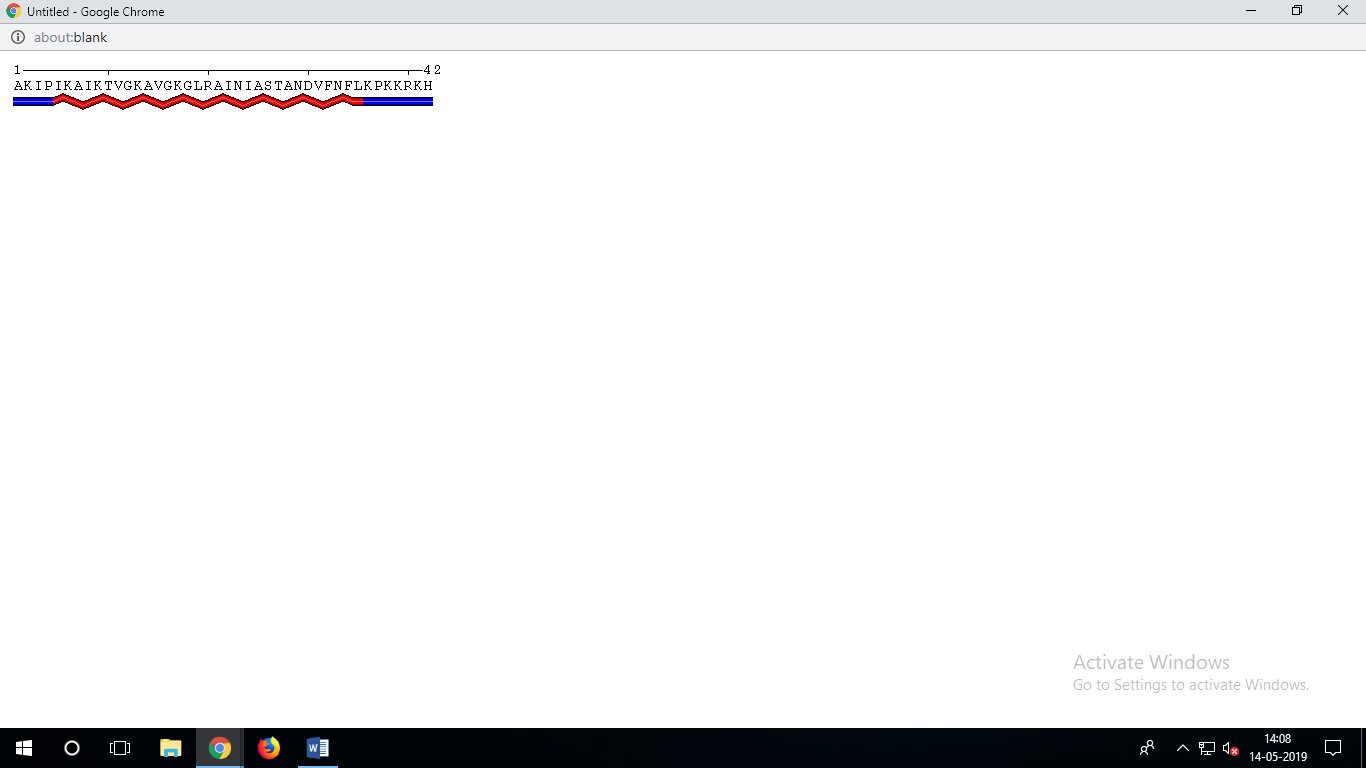 Untitled - Google Chrome
about:blank
1 42
AKIPIKAIKTVGKAVGKGLRAINIASTANDVFNFLKPKKRKH
Activate Windows
Go to Settings to activate Windows.
14:08
14-05-2019